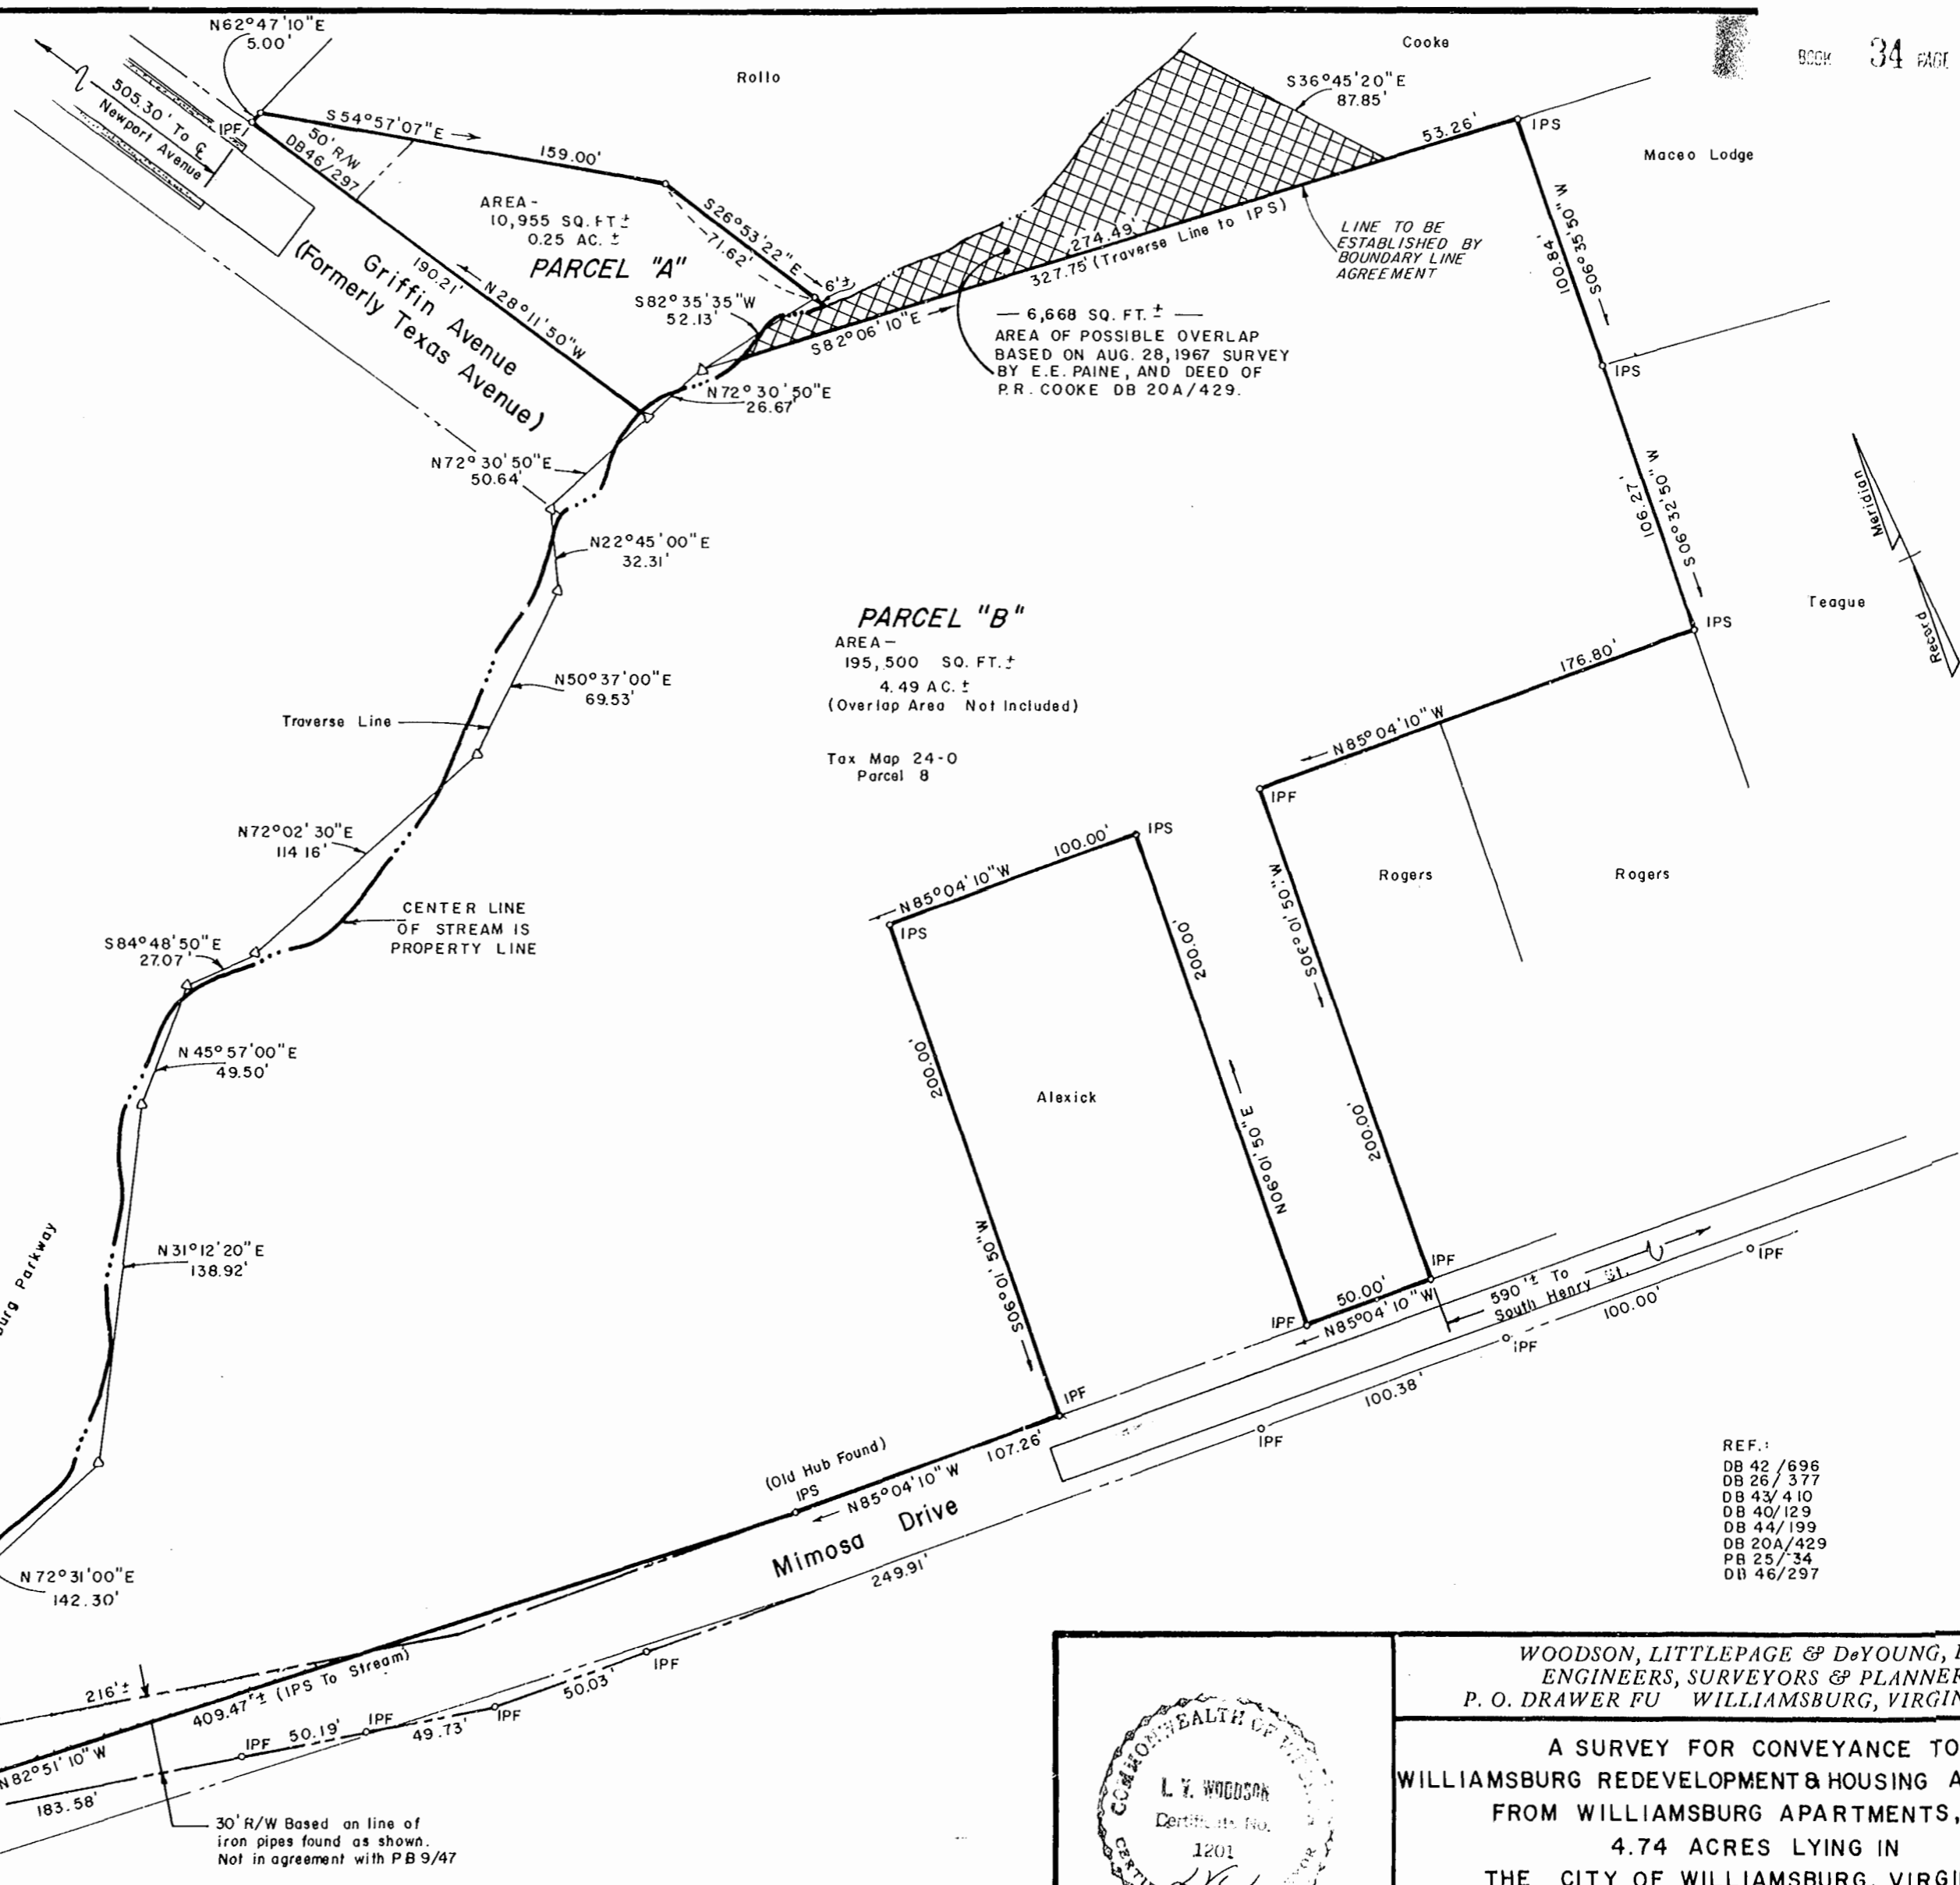 BOOK 34 PAGE
N62°47'10"E
5.00'
505.30' To ℄
Newport Avenue
IPF
50' R/W
DB46/297
S54°57'07"E
159.00'
Rollo
Cooke
S36°45'20"E
87.85'
53.26'
IPS
Maceo Lodge
AREA-
10,955 SQ. FT ±
0.25 AC. ±
PARCEL "A"
S26°53'22"E
71.62'
6'±
Griffin Avenue
(Formerly Texas Avenue)
190.21'
N28°11'50"W
S82°35'35"W
52.13'
274.49'
327.75' (Traverse Line to IPS)
S82°06'10"E
LINE TO BE
ESTABLISHED BY
BOUNDARY LINE
AGREEMENT
6,668 SQ. FT. ±
AREA OF POSSIBLE OVERLAP
BASED ON AUG. 28, 1967 SURVEY
BY E.E. PAINE, AND DEED OF
P.R. COOKE DB 20A/429.
S06°35'50"W
100.84'
IPS
N72°30'50"E
26.67'
N72°30'50"E
50.64'
N22°45'00"E
32.31'
S06°32'50"W
106.27'
IPS
Meridian
Record
Teague
PARCEL "B"
AREA-
195,500 SQ. FT. ±
4.49 AC. ±
(Overlap Area Not Included)
Tax Map 24-0
Parcel 8
N50°37'00"E
69.53'
Traverse Line
176.80'
N85°04'10"W
IPF
N72°02'30"E
114.16'
CENTER LINE
OF STREAM IS
PROPERTY LINE
100.00'
IPS
N85°04'10"W
IPS
Rogers
Rogers
S84°48'50"E
27.07'
200.00'
S06°01'50"W
N45°57'00"E
49.50'
200.00'
Alexick
N06°01'50"E
200.00'
S06°01'50"W
N31°12'20"E
138.92'
urg Parkway
IPF
50.00'
N85°04'10"W
IPF
590'± To
South Henry St.
IPF
100.00'
IPF
100.38'
IPF
IPF
107.26'
N85°04'10"W
(Old Hub Found)
IPS
Mimosa Drive
249.91'
REF.:
DB 42/696
DB 26/377
DB 43/410
DB 40/129
DB 44/199
DB 20A/429
PB 25/34
DB 46/297
N72°31'00"E
142.30'
216'±
409.47'± (IPS To Stream)
IPF
50.03'
IPF
49.73'
IPF
50.19'
IPF
N82°51'10"W
183.58'
30' R/W Based on line of
iron pipes found as shown.
Not in agreement with PB 9/47
COMMONWEALTH OF
L. V. WOODSON
Certificate No.
1201
WOODSON, LITTLEPAGE & DeYOUNG,
ENGINEERS, SURVEYORS & PLANNER
P. O. DRAWER FU WILLIAMSBURG, VIRGIN
A SURVEY FOR CONVEYANCE TO
WILLIAMSBURG REDEVELOPMENT & HOUSING A
FROM WILLIAMSBURG APARTMENTS,
4.74 ACRES LYING IN
THE CITY OF WILLIAMSBURG, VIRGI